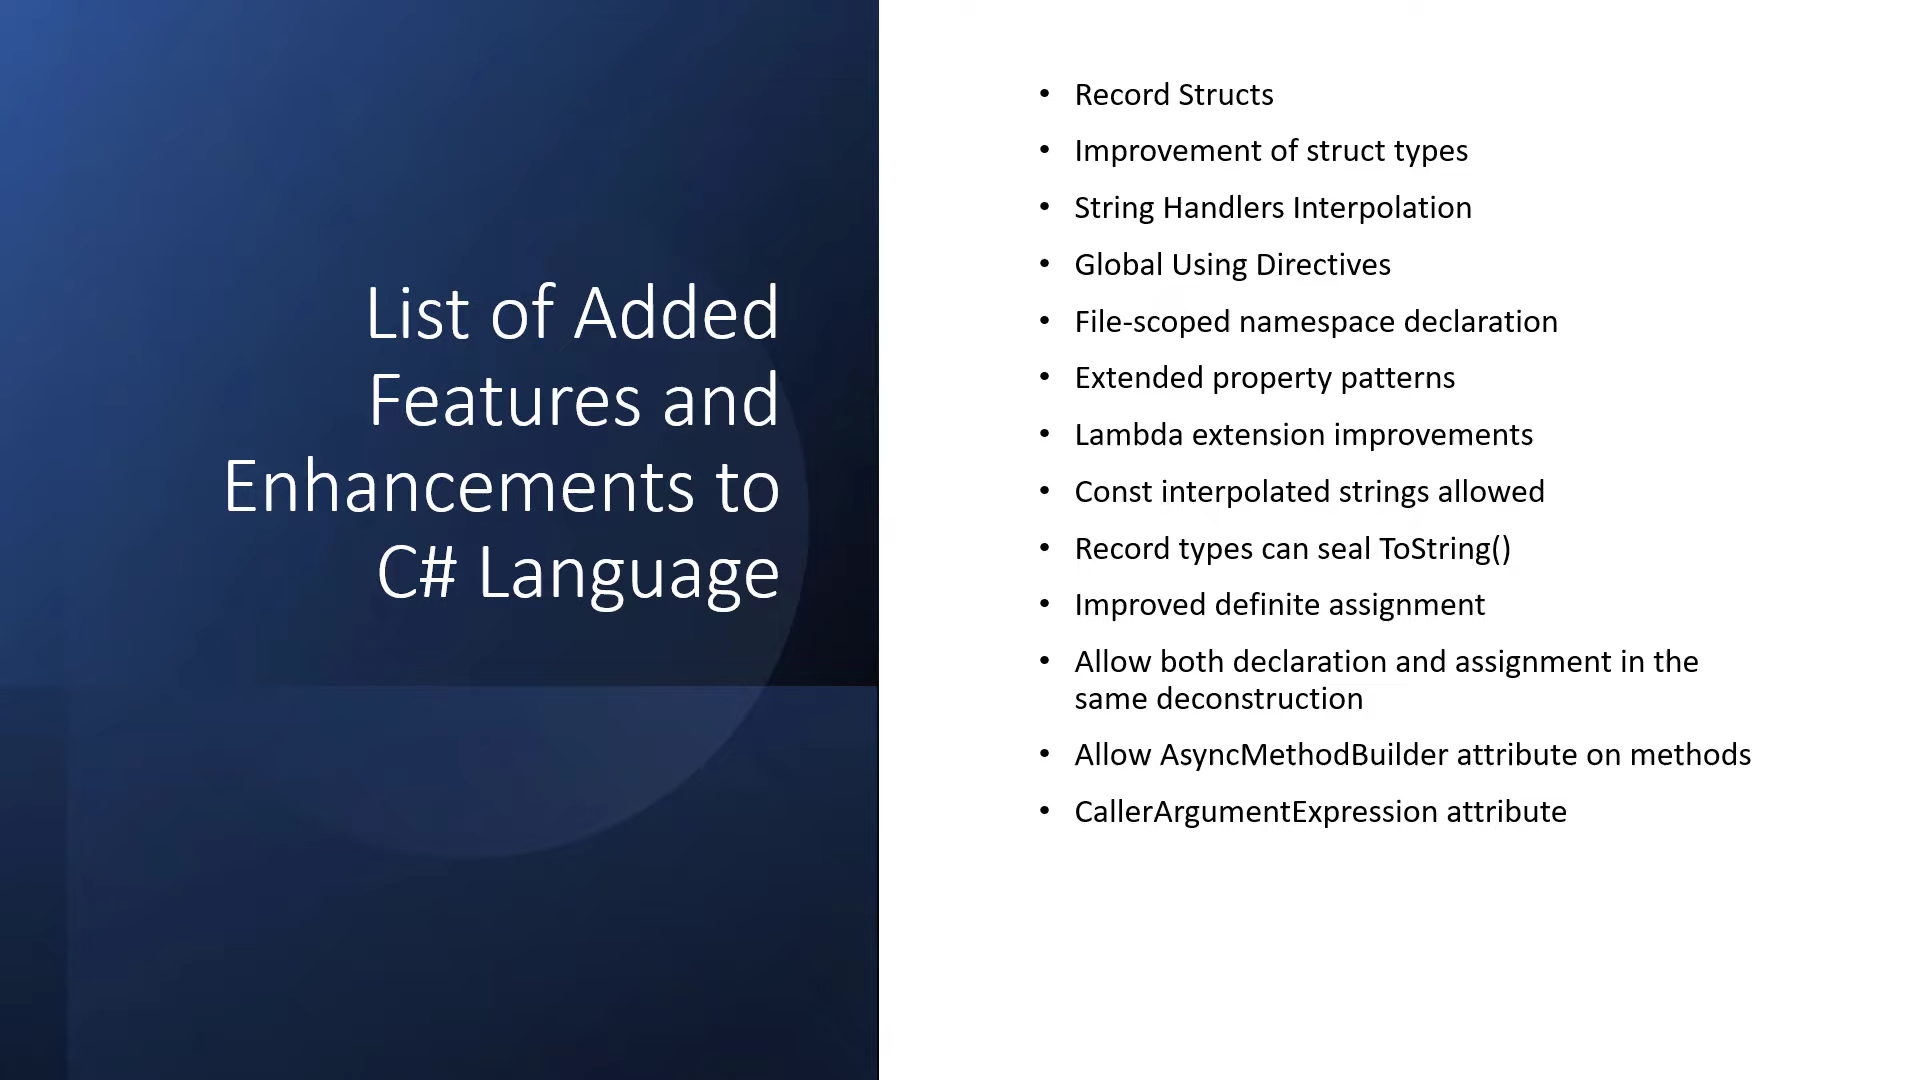 List of Added
Features and
Enhancements to
C# Language
• Record Structs
• Improvement of struct types
• String Handlers Interpolation
• Global Using Directives
• File-scoped namespace declaration
• Extended property patterns
• Lambda extension improvements
• Const interpolated strings allowed
• Record types can seal ToString()
• Improved definite assignment
• Allow both declaration and assignment in the
same deconstruction
• Allow AsyncMethodBuilder attribute on methods
• CallerArgumentExpression attribute